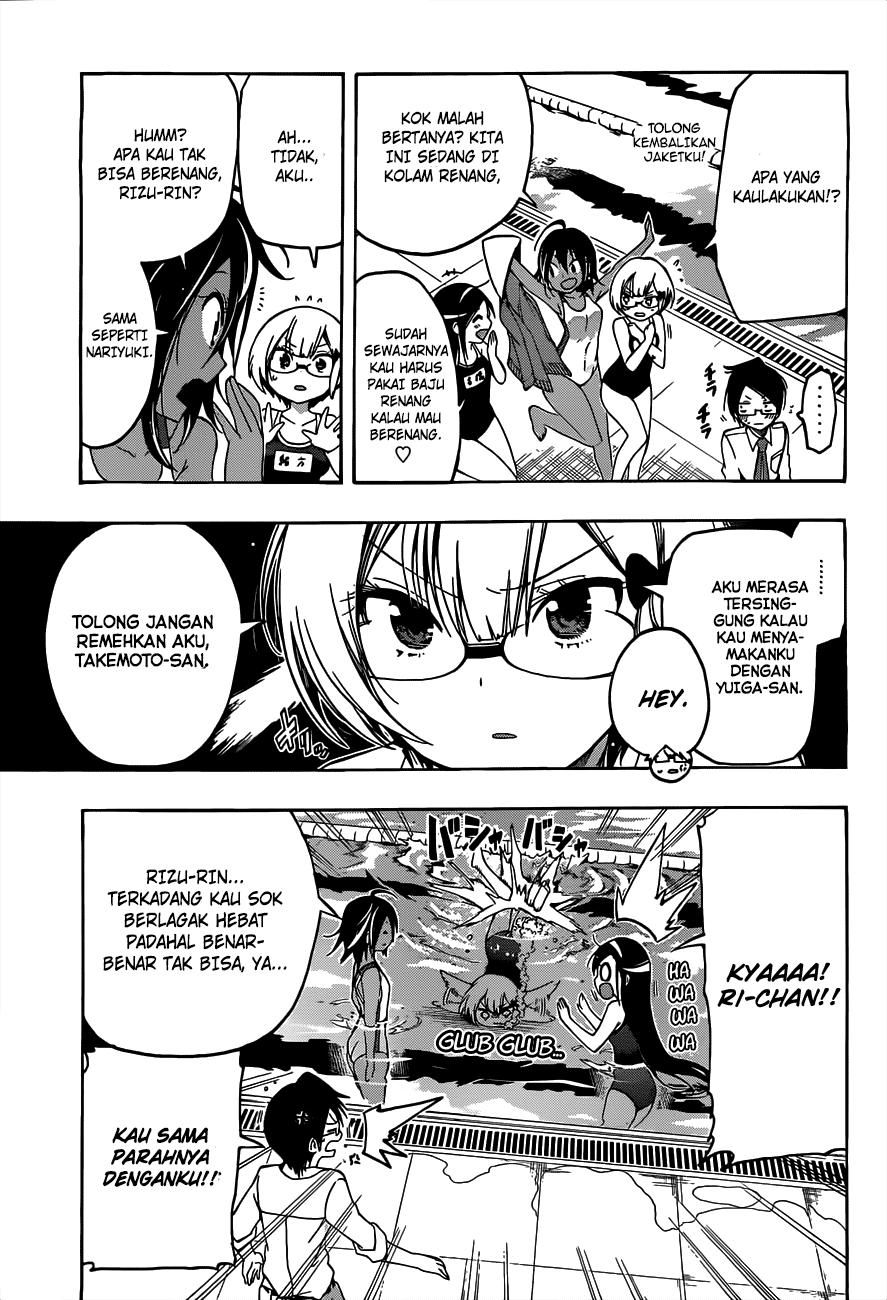 APA YANG
KAULAKUKAN!?
TOLONG
KEMBALIKAN
JAKETKU!
KOK MALAH
BERTANYA? KITA
INI SEDANG DI
KOLAM RENANG,
SUDAH
SEWAJARNYA
KAU HARUS
PAKAI BAJU
RENANG
KALAU MAU
BERENANG.
♡
チラ
チラ
......
AH...
TIDAK,
AKU..
HUMM?
APA KAU TAK
BISA BERENANG,
RIZU-RIN?
SAMA
SEPERTI
NARIYUKI.
......
AKU MERASA
TERSING-
GUNG KALAU
KAU MENYA-
MAKANKU
DENGAN
YUIGA-SAN.
HEY.
TOLONG JANGAN
REMEHKAN AKU,
TAKEMOTO-SAN.
KYAAAA!
RI-CHAN!!
HA
WA
WA
WA
バシャ
バシャ
GLUB GLUB...
RIZU-RIN...
TERKADANG KAU SOK
BERLAGAK HEBAT
PADAHAL BENAR-
BENAR TAK BISA, YA...
KAU SAMA
PARAHNYA
DENGANKU!!